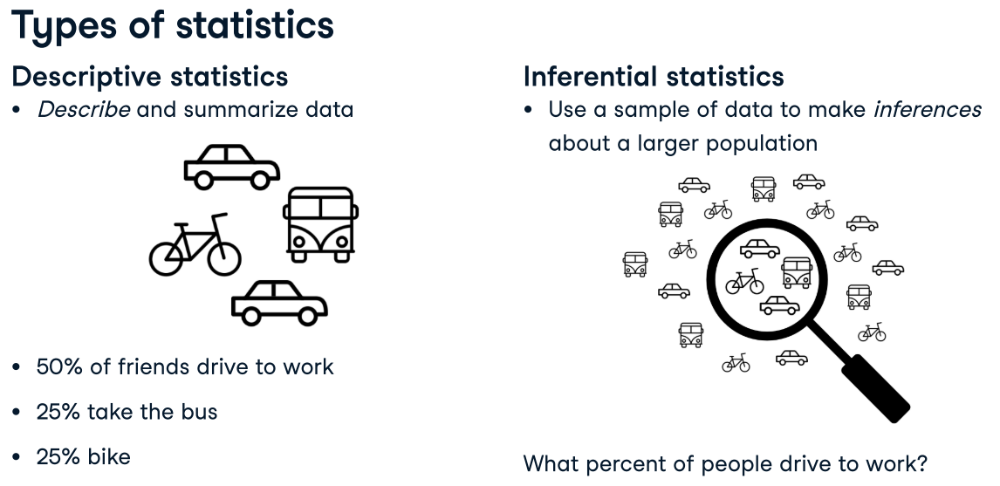 Types of statistics
Descriptive statistics
• Describe and summarize data
• 50% of friends drive to work
• 25% take the bus
• 25% bike
Inferential statistics
• Use a sample of data to make inferences
about a larger population
What percent of people drive to work?